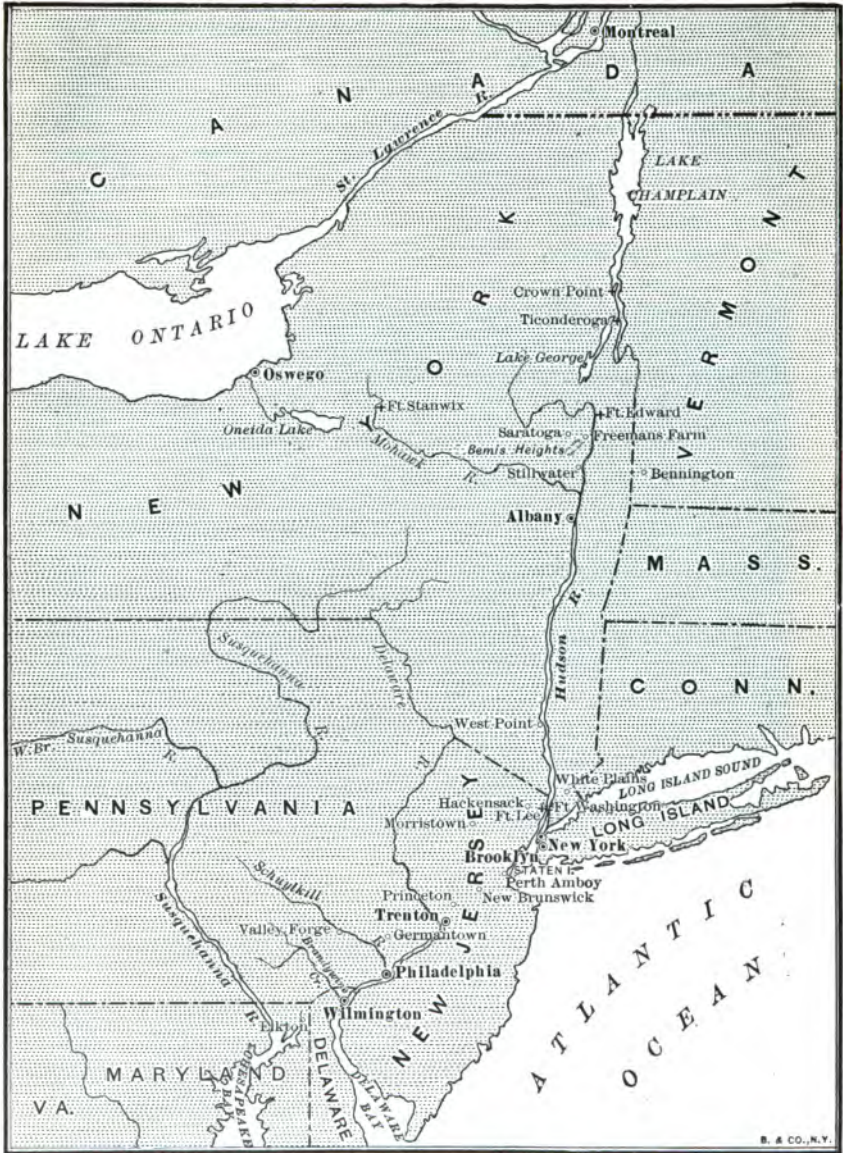 Montreal
CANADA
St. Lawrence R.
LAKE
CHAMPLAIN
VERMONT
NEW YORK
Crown Point
LAKE ONTARIO
Ticonderoga
Lake George
Oswego
Ft. Stanwix
Ft. Edward
Oneida Lake
Saratoga
Freemans Farm
Mohawk R.
Bemis Heights
Stillwater
Bennington
Albany
MASS.
Hudson R.
Susquehanna R.
Delaware R.
CONN.
West Point
W. Br. Susquehanna R.
White Plains
LONG ISLAND SOUND
PENNSYLVANIA
Hackensack
Ft. Washington
Ft. Lee
LONG ISLAND
Morristown
NEW JERSEY
New York
Brooklyn
STATEN I.
Schuylkill R.
Perth Amboy
Princeton
New Brunswick
Susquehanna R.
Trenton
Valley Forge
Germantown
Brandywine Cr.
Philadelphia
ATLANTIC
OCEAN
Wilmington
Elkton
MARYLAND
CHESAPEAKE
BAY
DELAWARE
DELAWARE
BAY
VA.
B. & CO., N.Y.